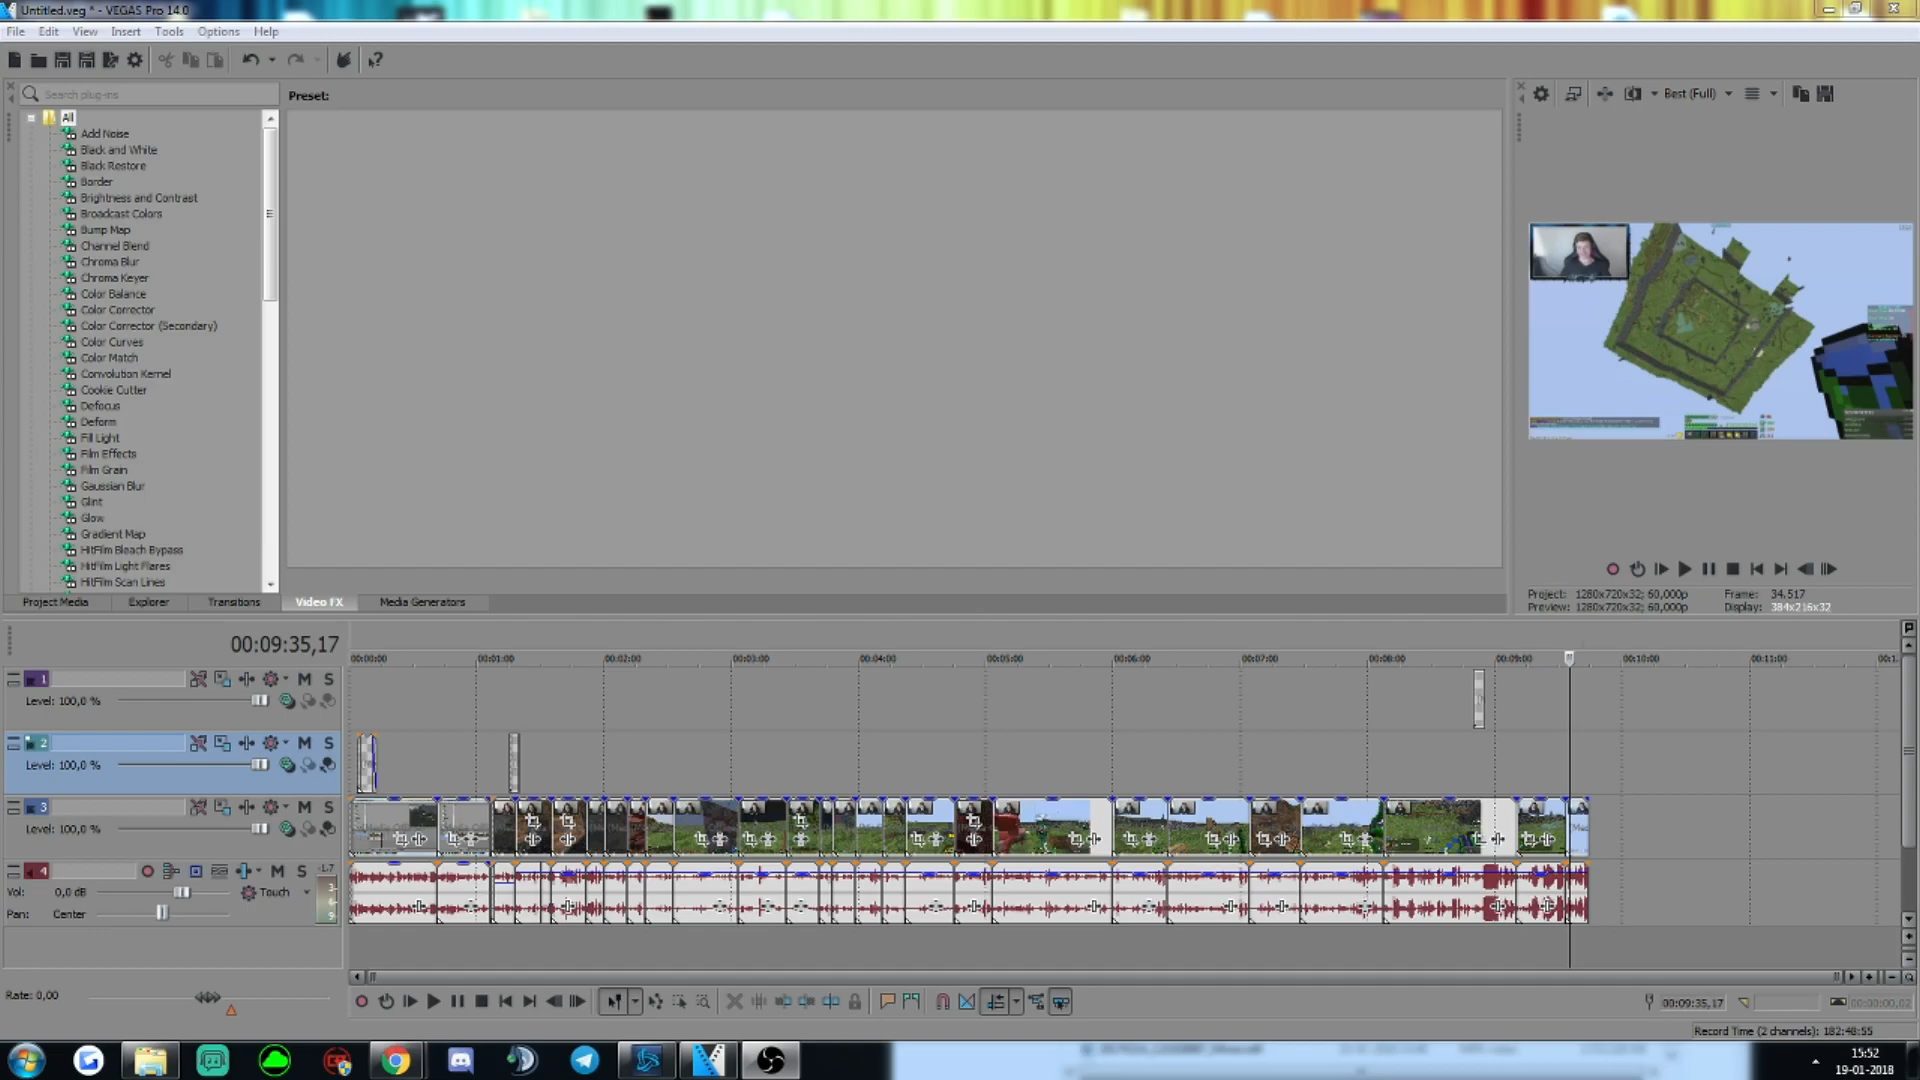 Untitled.veg * - VEGAS Pro 14.0
File Edit View Insert Tools Options Help
Search plug-ins
Preset:
Best (Full)
All
Add Noise
Black and White
Black Restore
Border
Brightness and Contrast
Broadcast Colors
Bump Map
Channel Blend
Chroma Blur
Chroma Keyer
Color Balance
Color Corrector
Color Corrector (Secondary)
Color Curves
Color Match
Convolution Kernel
Cookie Cutter
Defocus
Deform
Fill Light
Film Effects
Film Grain
Gaussian Blur
Glint
Glow
Gradient Map
HitFilm Bleach Bypass
HitFilm Light Flares
HitFilm Scan Lines
Project Media Explorer Transitions Video FX Media Generators
Project: 1280x720x32; 60,000p Frame: 34.517
Preview: 1280x720x32; 60,000p Display: 384x216x32
00:09:35,17
00:00:00 00:01:00 00:02:00 00:03:00 00:04:00 00:05:00 00:06:00 00:07:00 00:08:00 00:09:00 00:10:00 00:11:00
1 M S
Level: 100,0 %
2 M S
Level: 100,0 %
3 M S
Level: 100,0 %
4 M S
Vol: 0,0 dB Touch
Pan: Center
Rate: 0,00
00:09:35,17 00:00:00,02
Record Time (2 channels): 182:48:55
15:52
19-01-2018